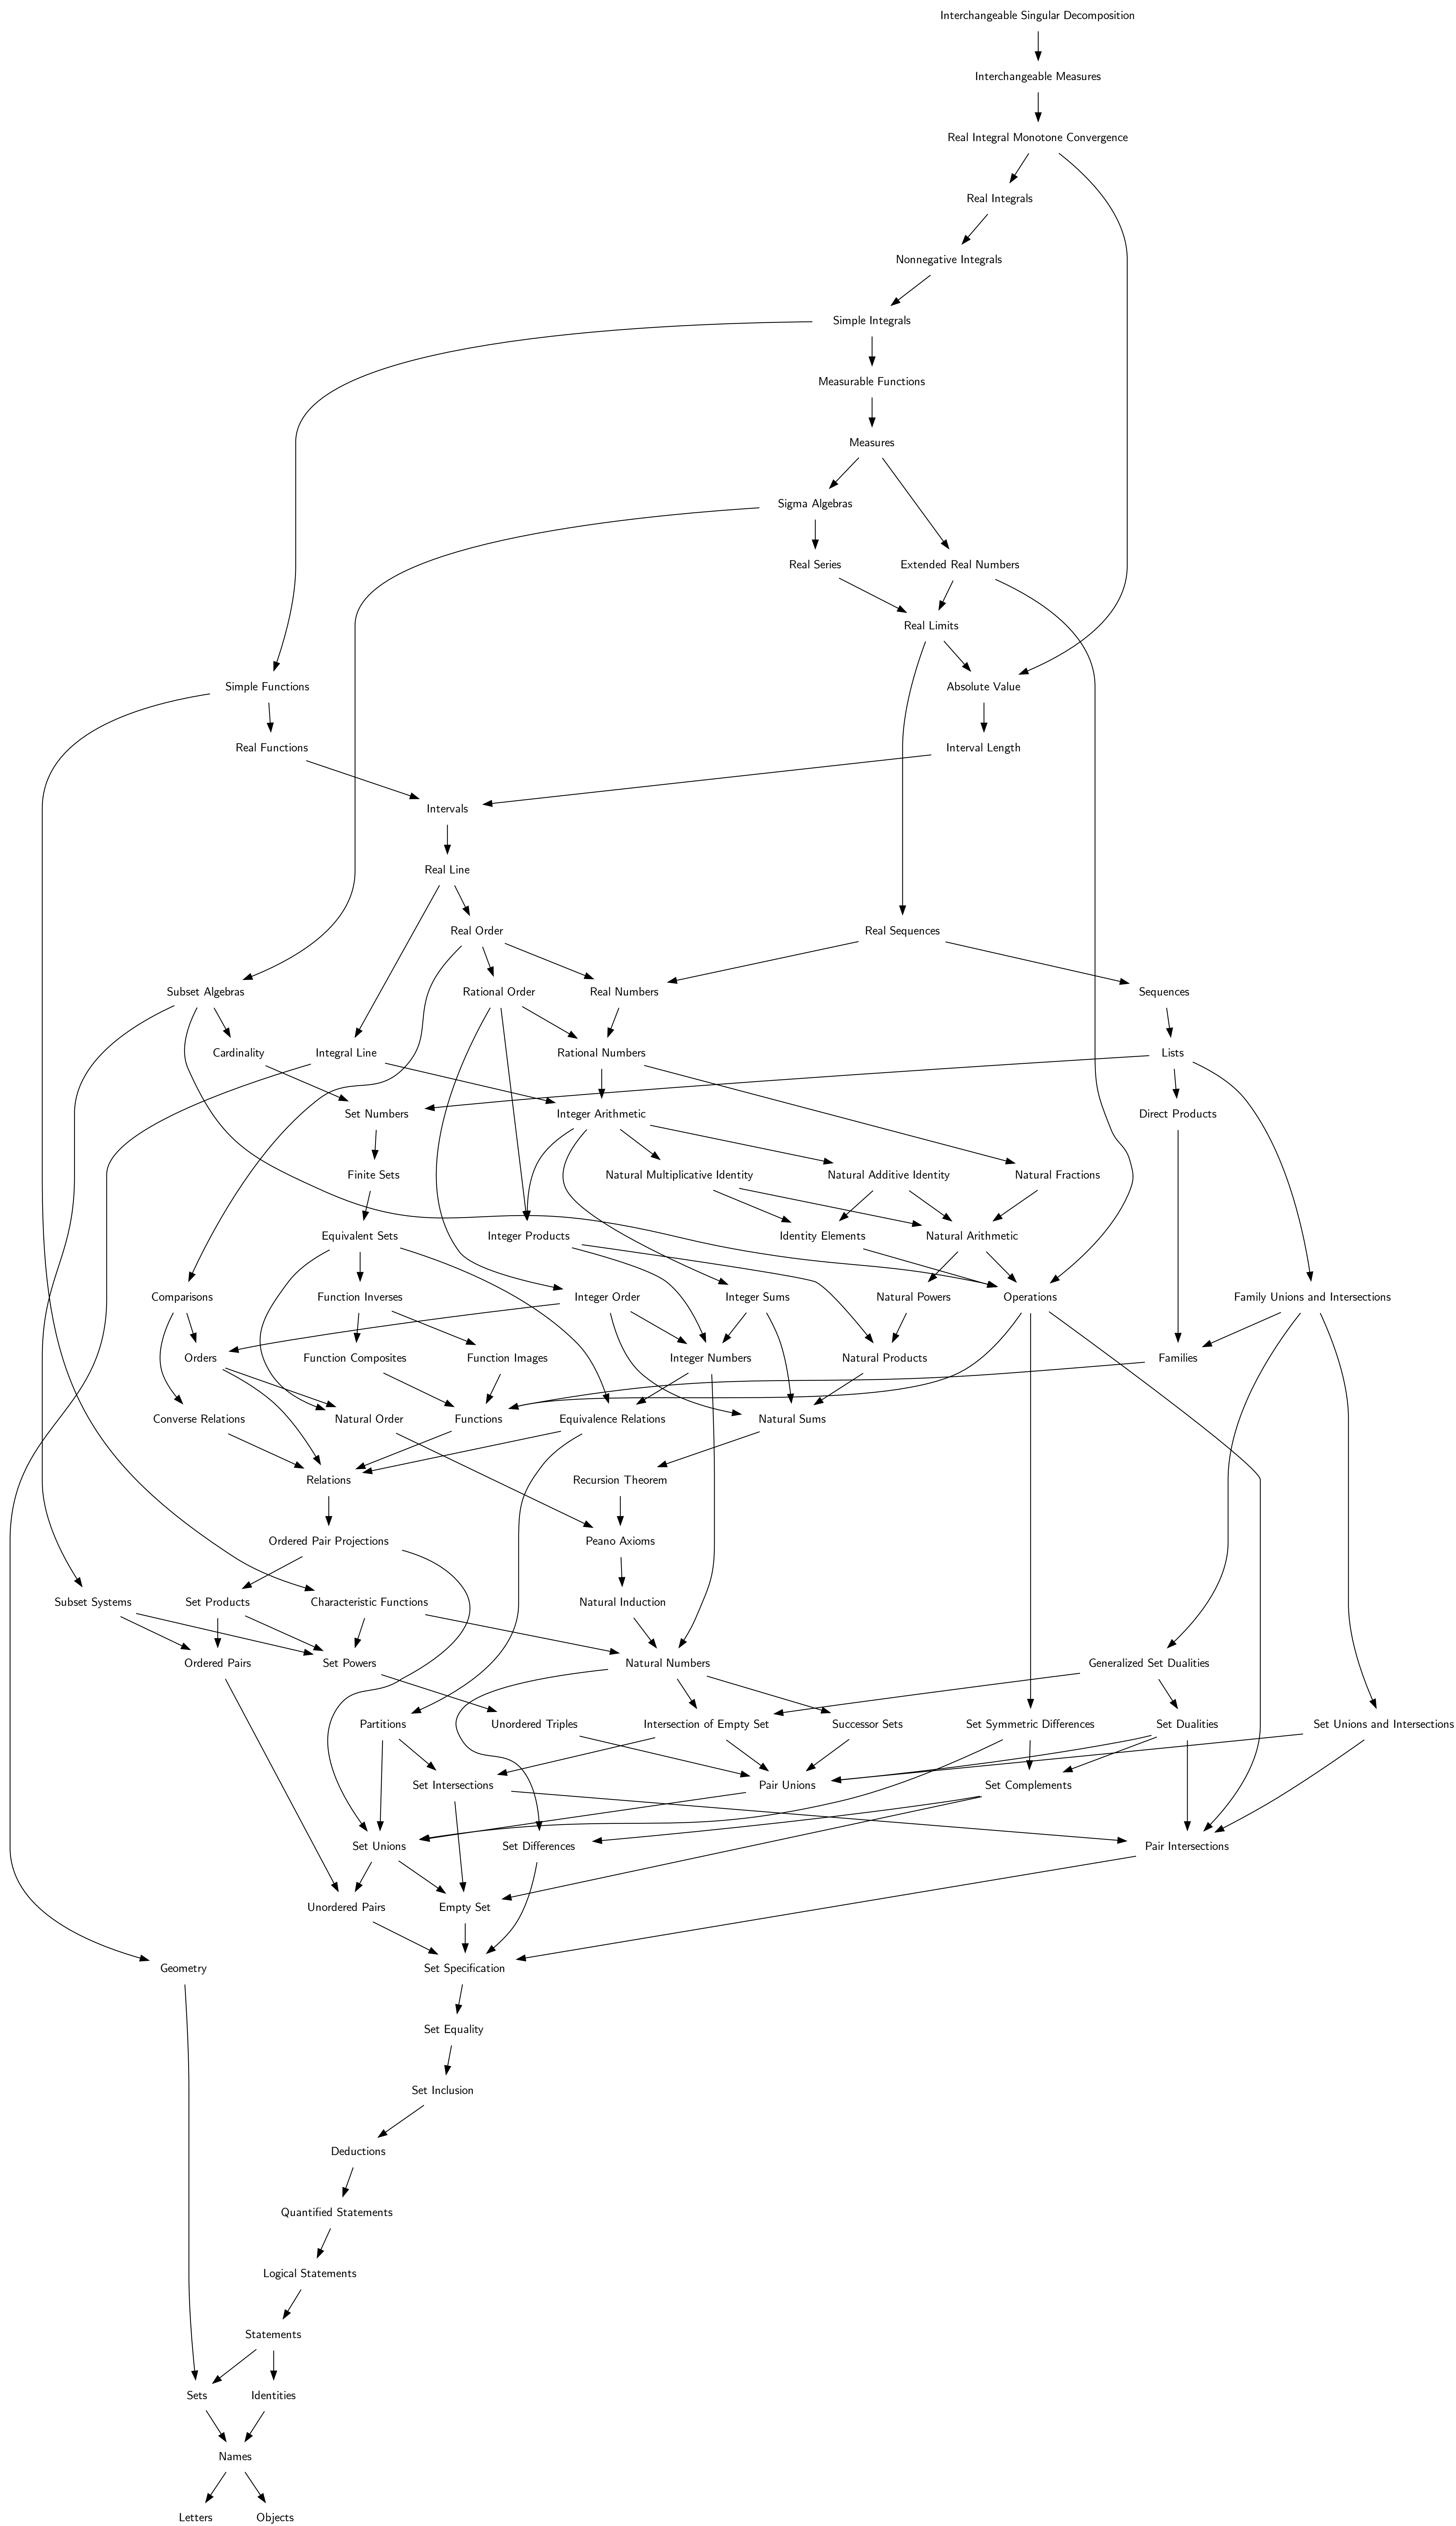 Interchangeable Singular Decomposition
Interchangeable Measures
Real Integral Monotone Convergence
Real Integrals
Nonnegative Integrals
Simple Integrals
Measurable Functions
Measures
Sigma Algebras
Real Series
Extended Real Numbers
Real Limits
Simple Functions
Absolute Value
Real Functions
Interval Length
Intervals
Real Line
Real Order
Real Sequences
Subset Algebras
Rational Order
Real Numbers
Sequences
Cardinality
Integral Line
Rational Numbers
Lists
Set Numbers
Integer Arithmetic
Direct Products
Finite Sets
Natural Multiplicative Identity
Natural Additive Identity
Natural Fractions
Equivalent Sets
Integer Products
Identity Elements
Natural Arithmetic
Comparisons
Function Inverses
Integer Order
Integer Sums
Natural Powers
Operations
Family Unions and Intersections
Orders
Function Composites
Function Images
Integer Numbers
Natural Products
Families
Converse Relations
Natural Order
Functions
Equivalence Relations
Natural Sums
Relations
Recursion Theorem
Ordered Pair Projections
Peano Axioms
Subset Systems
Set Products
Characteristic Functions
Natural Induction
Ordered Pairs
Set Powers
Natural Numbers
Generalized Set Dualities
Partitions
Unordered Triples
Intersection of Empty Set
Successor Sets
Set Symmetric Differences
Set Dualities
Set Unions and Intersections
Set Intersections
Pair Unions
Set Complements
Set Unions
Set Differences
Pair Intersections
Unordered Pairs
Empty Set
Geometry
Set Specification
Set Equality
Set Inclusion
Deductions
Quantified Statements
Logical Statements
Statements
Sets
Identities
Names
Letters
Objects